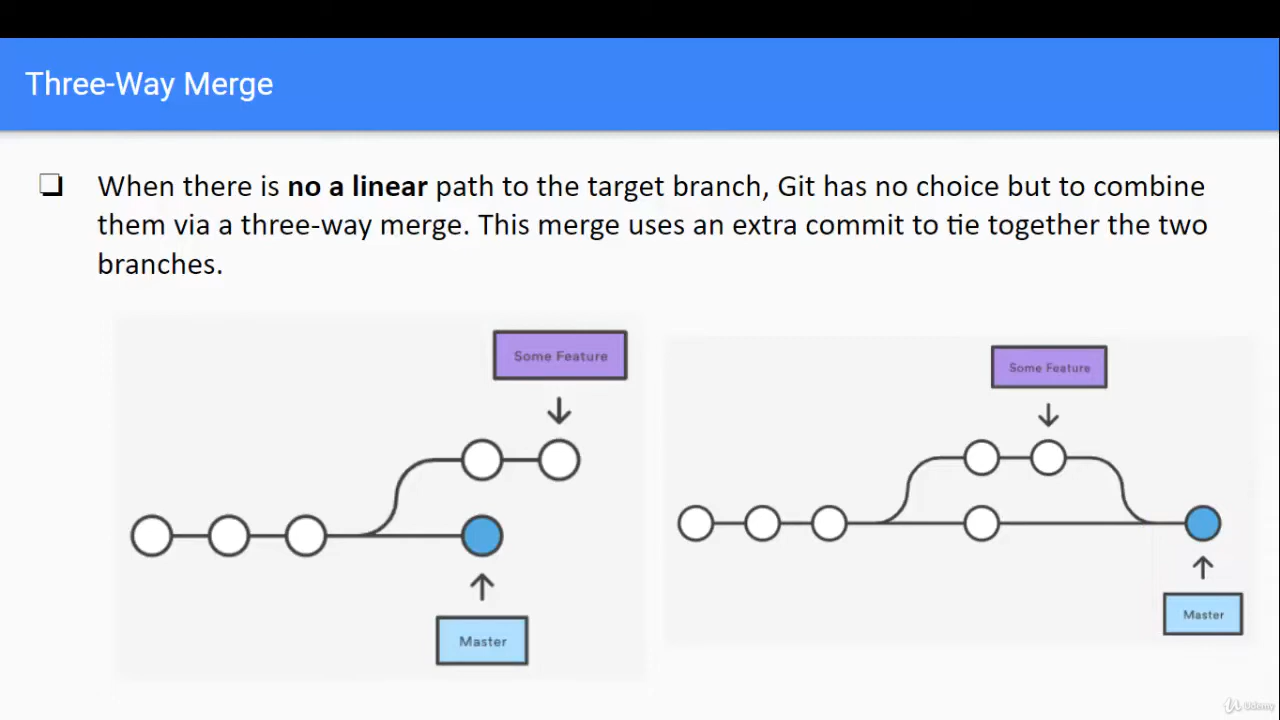 Three-Way Merge
When there is no a linear path to the target branch, Git has no choice but to combine
them via a three-way merge. This merge uses an extra commit to tie together the two
branches.
Some Feature
Master
Some Feature
Master
Udemy